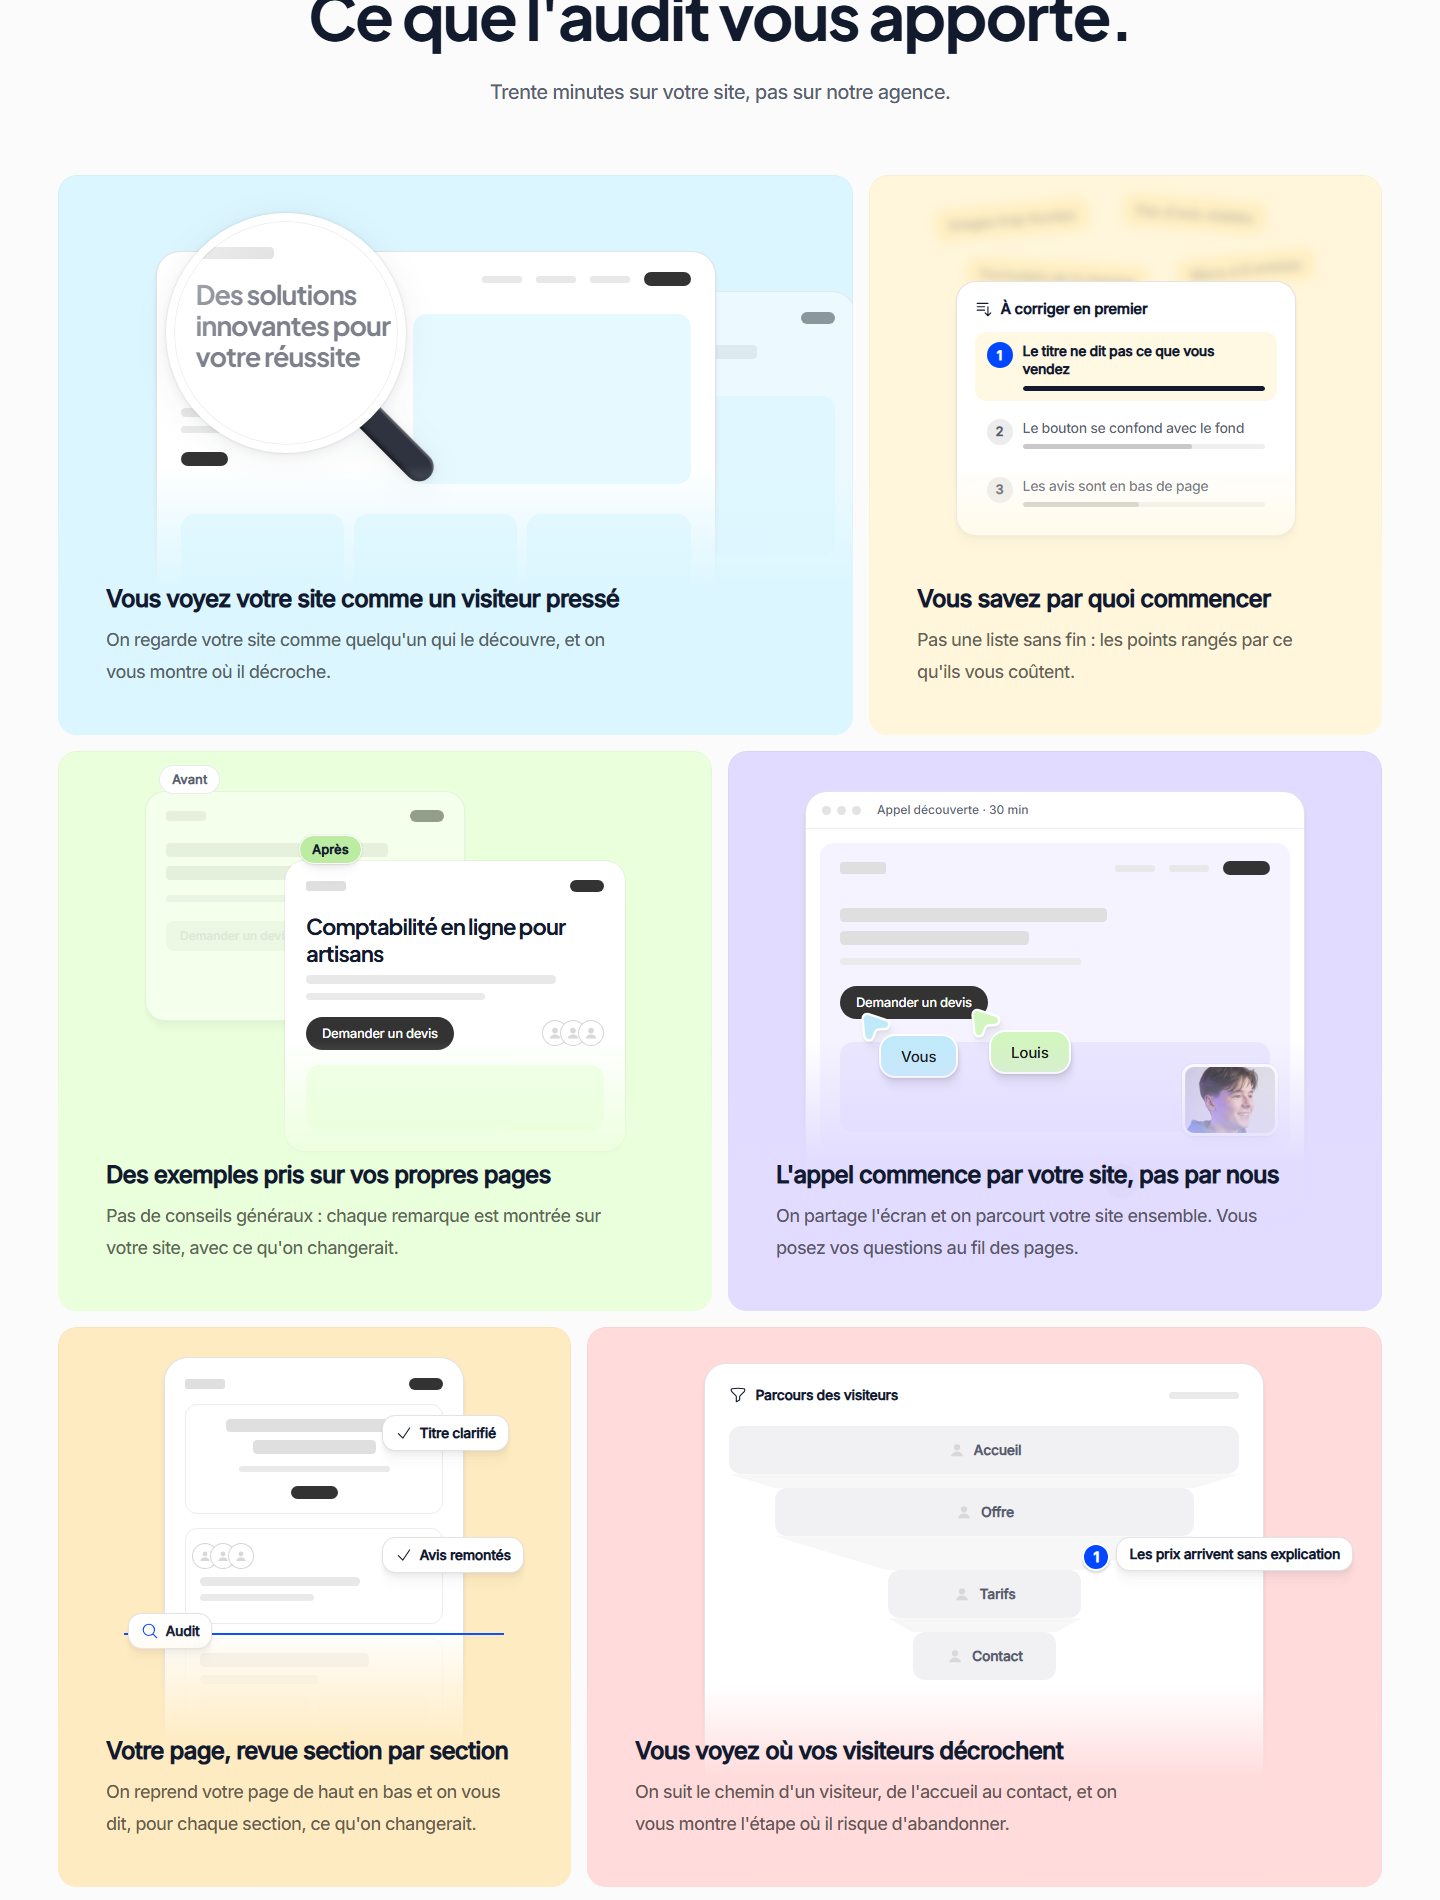 Ce que l'audit vous apporte.
Trente minutes sur votre site, pas sur notre agence.
Des solutions
innovantes pour
votre réussite
Vous voyez votre site comme un visiteur pressé
On regarde votre site comme quelqu'un qui le découvre, et on
vous montre où il décroche.
À corriger en premier
1
Le titre ne dit pas ce que vous
vendez
2
Le bouton se confond avec le fond
3
Les avis sont en bas de page
Vous savez par quoi commencer
Pas une liste sans fin : les points rangés par ce
qu'ils vous coûtent.
Avant
Demander un devi
Après
Comptabilité en ligne pour
artisans
Demander un devis
Des exemples pris sur vos propres pages
Pas de conseils généraux : chaque remarque est montrée sur
votre site, avec ce qu'on changerait.
Appel découverte · 30 min
Demander un devis
Vous
Louis
L'appel commence par votre site, pas par nous
On partage l'écran et on parcourt votre site ensemble. Vous
posez vos questions au fil des pages.
Titre clarifié
Avis remontés
Audit
Votre page, revue section par section
On reprend votre page de haut en bas et on vous
dit, pour chaque section, ce qu'on changerait.
Parcours des visiteurs
Accueil
Offre
1
Les prix arrivent sans explication
Tarifs
Contact
Vous voyez où vos visiteurs décrochent
On suit le chemin d'un visiteur, de l'accueil au contact, et on
vous montre l'étape où il risque d'abandonner.